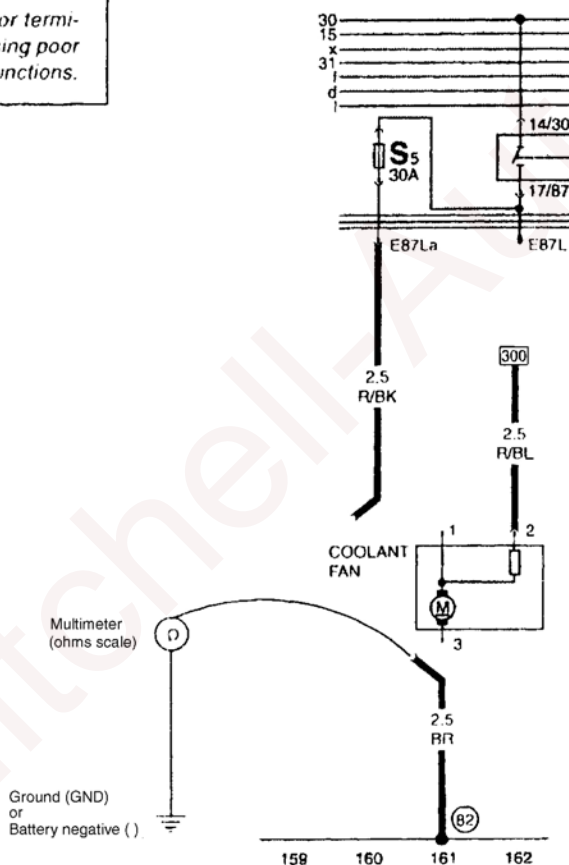 or termi-
sing poor
unctions.
30
15
x
31
f
d
l
14/30
S5
30A
17/87
E87La
E87L
300
2.5
R/BK
2.5
R/BL
1
2
COOLANT
FAN
M
3
Multimeter
(ohms scale)
Ω
2.5
BR
Ground (GND)
or
Battery negative ( )
82
159 160 161 162